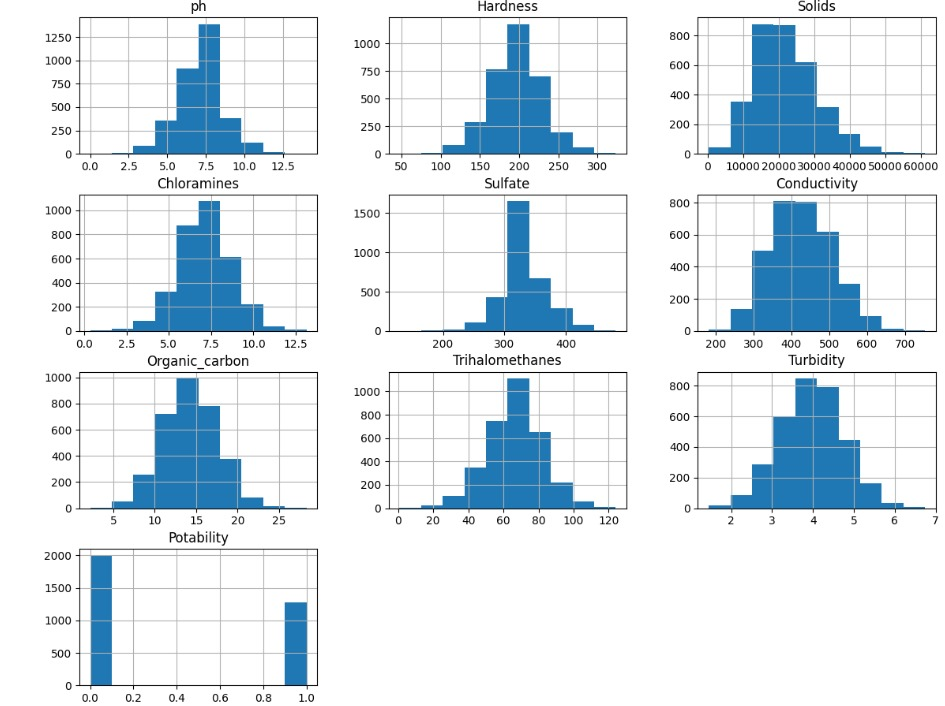 ph Hardness Solids
1250 1000 750 500 250 0
0.0 2.5 5.0 7.5 10.0 12.5
1000 750 500 250 0
50 100 150 200 250 300
800 600 400 200 0
0 10000 20000 30000 40000 50000 60000
Chloramines Sulfate Conductivity
1000 800 600 400 200 0
0.0 2.5 5.0 7.5 10.0 12.5
1500 1000 500 0
200 300 400
800 600 400 200 0
200 300 400 500 600 700
Organic_carbon Trihalomethanes Turbidity
1000 800 600 400 200 0
5 10 15 20 25
1000 800 600 400 200 0
0 20 40 60 80 100 120
800 600 400 200 0
2 3 4 5 6 7
Potability
2000 1500 1000 500 0
0.0 0.2 0.4 0.6 0.8 1.0